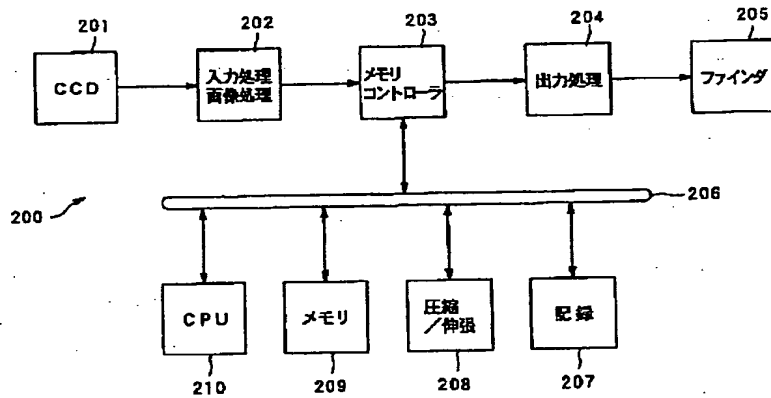 201
202
203
204
205
CCD
入力処理
画像処理
メモリ
コントローラ
出力処理
ファインダ
206
200
CPU
メモリ
圧縮
／伸張
記録
210
209
208
207